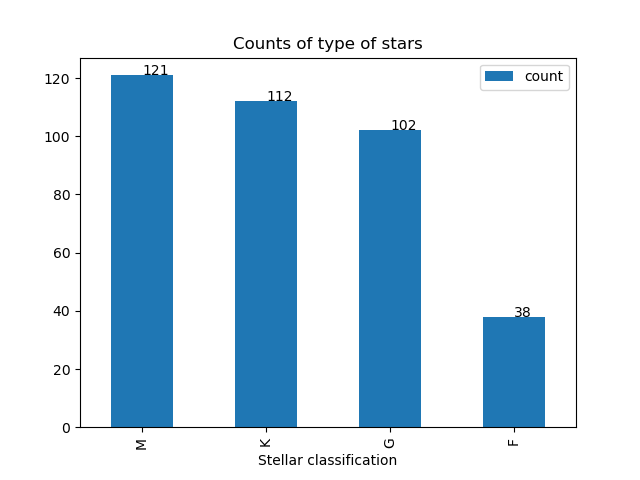 Counts of type of stars
count
120
100
80
60
40
20
0
121
112
102
38
M
K
G
F
Stellar classification